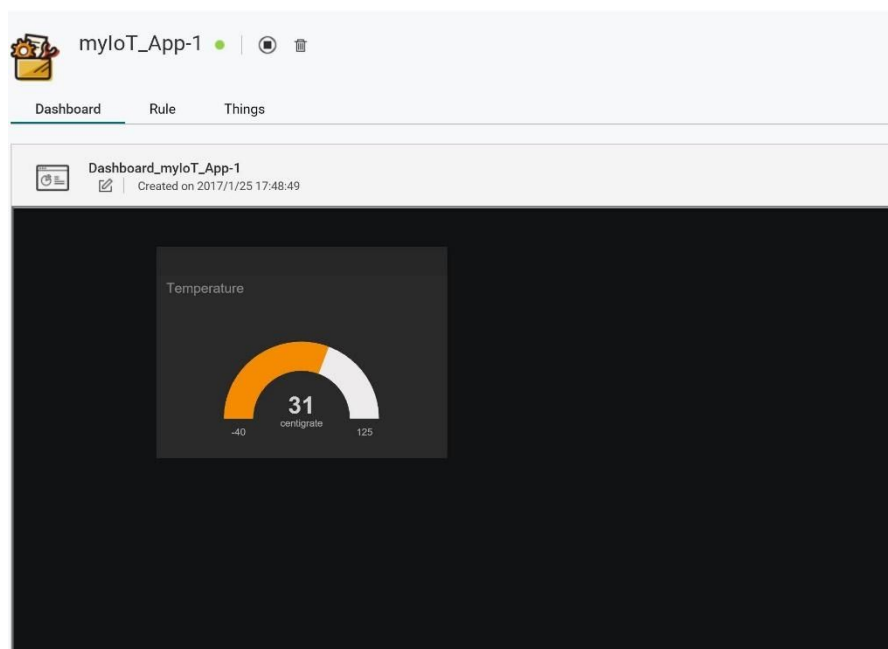 myIoT_App-1
Dashboard Rule Things
Dashboard_myIoT_App-1
Created on 2017/1/25 17:48:49
Temperature
31
centigrate
-40 125